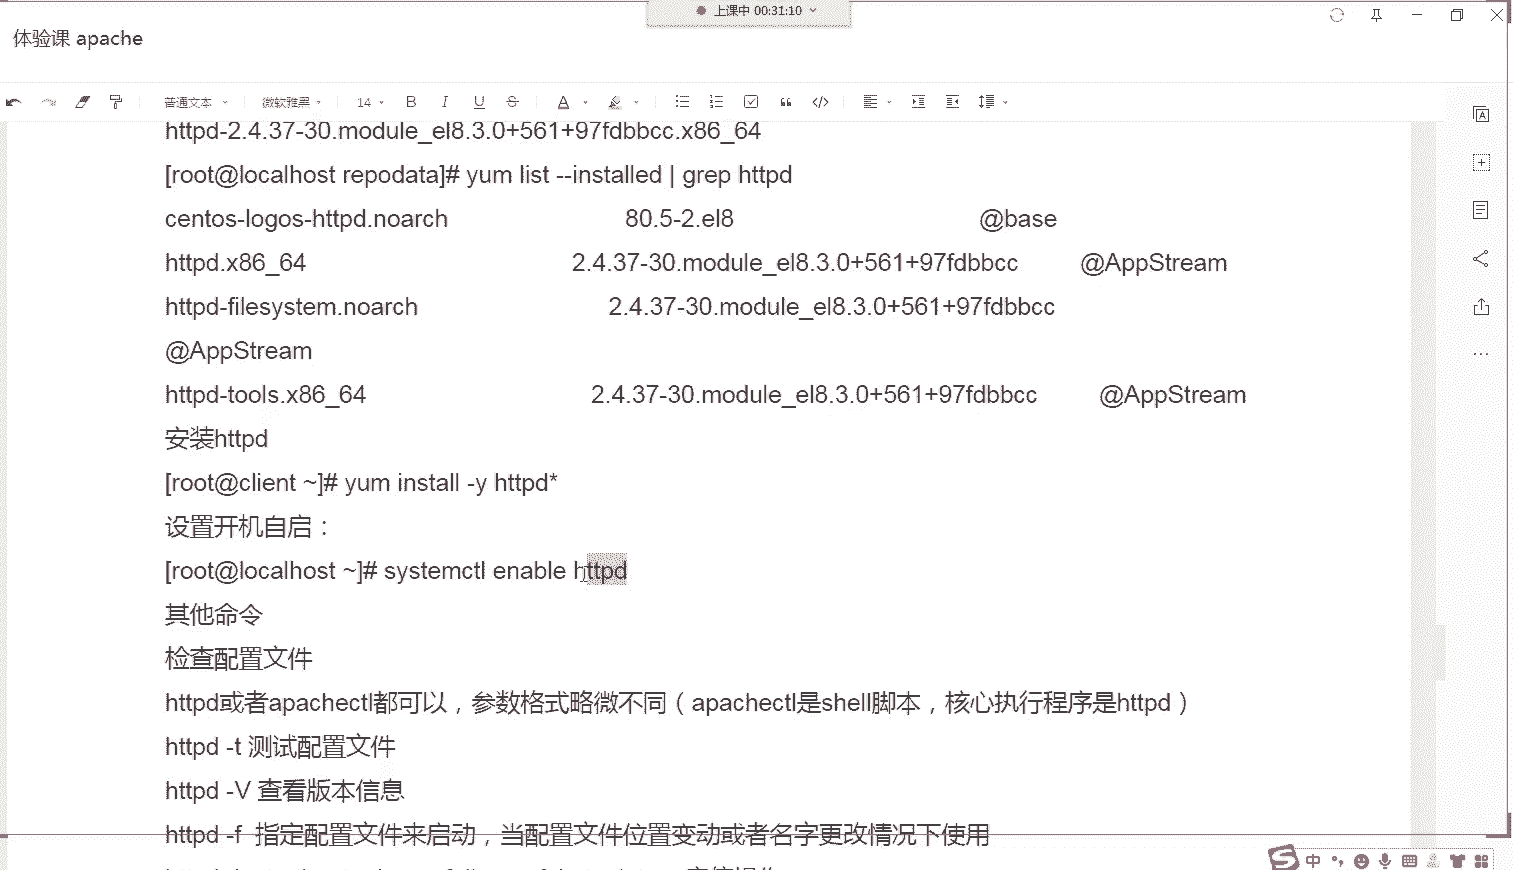 上课中 00:31:10
体验课 apache
普通文本 微软雅黑 14 B I U S A
httpd-2.4.37-30.module_el8.3.0+561+97fdbbcc.x86_64
[root@localhost repodata]# yum list --installed | grep httpd
centos-logos-httpd.noarch 80.5-2.el8 @base
httpd.x86_64 2.4.37-30.module_el8.3.0+561+97fdbbcc @AppStream
httpd-filesystem.noarch 2.4.37-30.module_el8.3.0+561+97fdbbcc
@AppStream
httpd-tools.x86_64 2.4.37-30.module_el8.3.0+561+97fdbbcc @AppStream
安装httpd
[root@client ~]# yum install -y httpd*
设置开机自启：
[root@localhost ~]# systemctl enable httpd
其他命令
检查配置文件
httpd或者apachectl都可以，参数格式略微不同（apachectl是shell脚本，核心执行程序是httpd）
httpd -t 测试配置文件
httpd -V 查看版本信息
httpd -f 指定配置文件来启动，当配置文件位置变动或者名字更改情况下使用
中